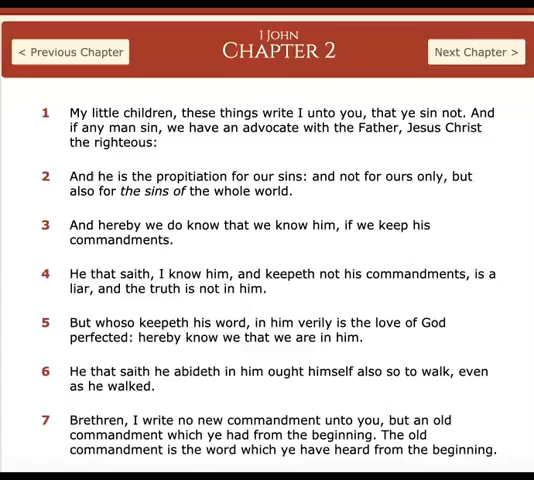 1 JOHN
< Previous Chapter
CHAPTER 2
Next Chapter >
1 My little children, these things write I unto you, that ye sin not. And
if any man sin, we have an advocate with the Father, Jesus Christ
the righteous:
2 And he is the propitiation for our sins: and not for ours only, but
also for the sins of the whole world.
3 And hereby we do know that we know him, if we keep his
commandments.
4 He that saith, I know him, and keepeth not his commandments, is a
liar, and the truth is not in him.
5 But whoso keepeth his word, in him verily is the love of God
perfected: hereby know we that we are in him.
6 He that saith he abideth in him ought himself also so to walk, even
as he walked.
7 Brethren, I write no new commandment unto you, but an old
commandment which ye had from the beginning. The old
commandment is the word which ye have heard from the beginning.